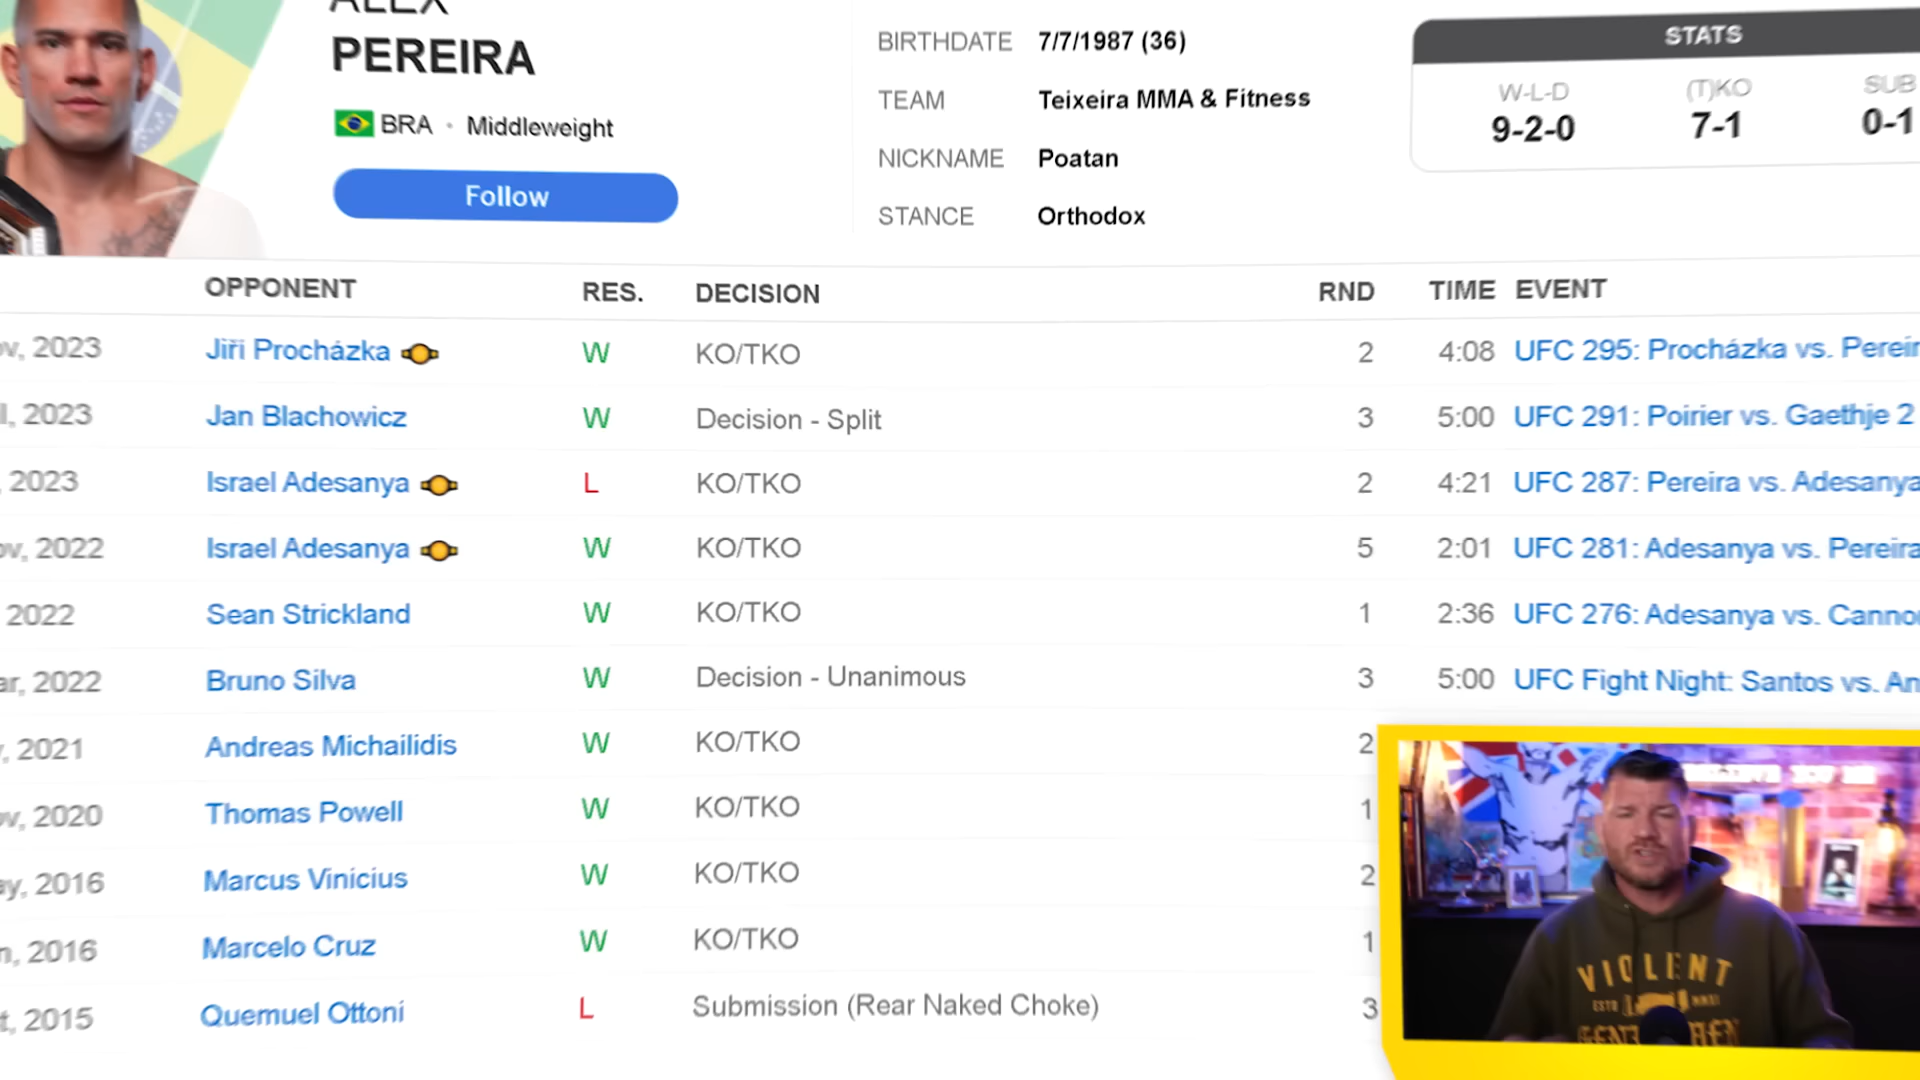 ALEX
PEREIRA
BRA • Middleweight
Follow
BIRTHDATE 7/7/1987 (36)
TEAM Teixeira MMA & Fitness
NICKNAME Poatan
STANCE Orthodox
STATS
W-L-D (T)KO SUB
9-2-0 7-1 0-1
OPPONENT RES. DECISION RND TIME EVENT
2023 Jiří Procházka W KO/TKO 2 4:08 UFC 295: Procházka vs. Pereir
2023 Jan Blachowicz W Decision - Split 3 5:00 UFC 291: Poirier vs. Gaethje 2
2023 Israel Adesanya L KO/TKO 2 4:21 UFC 287: Pereira vs. Adesanya
2022 Israel Adesanya W KO/TKO 5 2:01 UFC 281: Adesanya vs. Pereira
2022 Sean Strickland W KO/TKO 1 2:36 UFC 276: Adesanya vs. Canno
2022 Bruno Silva W Decision - Unanimous 3 5:00 UFC Fight Night: Santos vs. An
2021 Andreas Michailidis W KO/TKO 2
2020 Thomas Powell W KO/TKO 1
2016 Marcus Vinicius W KO/TKO 2
2016 Marcelo Cruz W KO/TKO 1
2015 Quemuel Ottoni L Submission (Rear Naked Choke) 3
VIOLENT